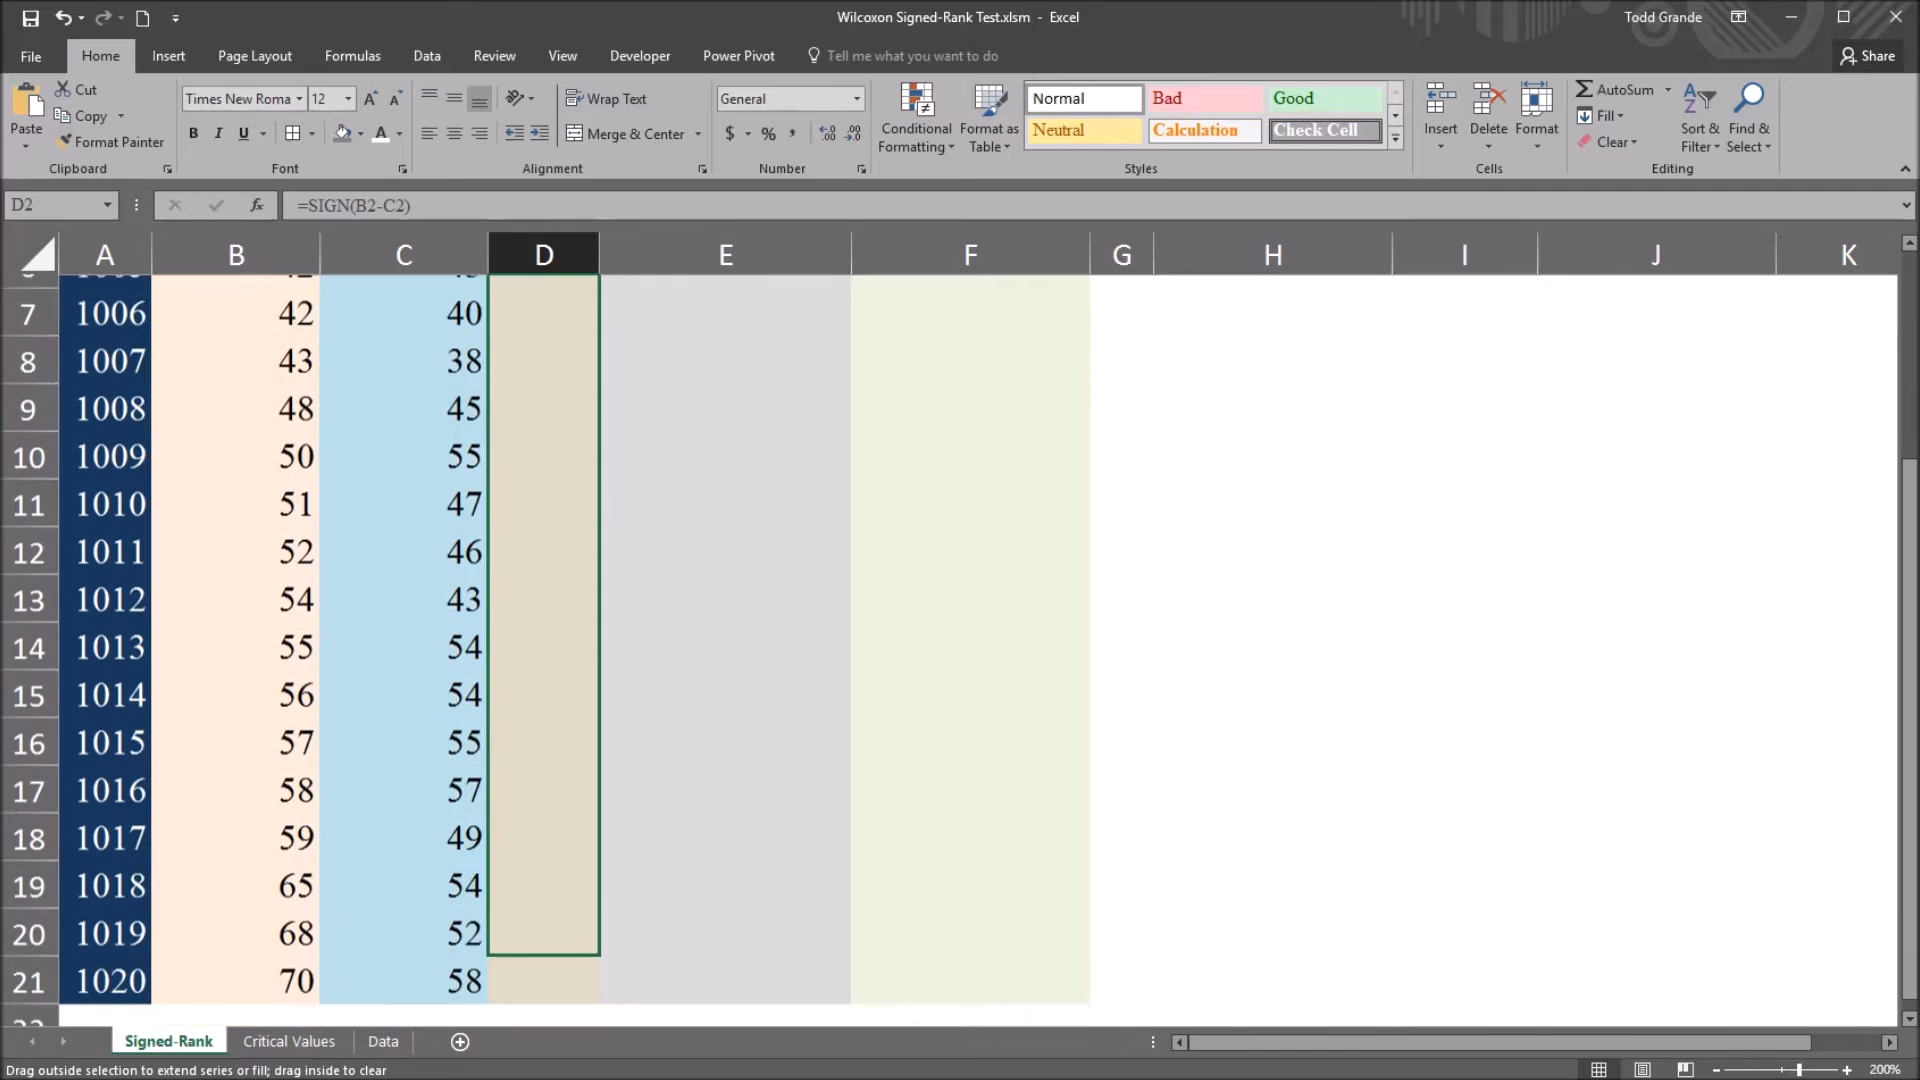 Wilcoxon Signed-Rank Test.xlsm - Excel
Todd Grande
File Home Insert Page Layout Formulas Data Review View Developer Power Pivot Tell me what you want to do
Share
Paste
Cut
Copy
Format Painter
Clipboard
Times New Roma 12
B I U
Font
Wrap Text
Merge & Center
Alignment
General
$ % ,
Number
Conditional Formatting
Format as Table
Normal Bad Good
Neutral Calculation Check Cell
Styles
Insert Delete Format
Cells
AutoSum
Fill
Clear
Sort & Filter
Find & Select
Editing
D2 fx =SIGN(B2-C2)
A B C D E F G H I J K
7 1006 42 40
8 1007 43 38
9 1008 48 45
10 1009 50 55
11 1010 51 47
12 1011 52 46
13 1012 54 43
14 1013 55 54
15 1014 56 54
16 1015 57 55
17 1016 58 57
18 1017 59 49
19 1018 65 54
20 1019 68 52
21 1020 70 58
Signed-Rank Critical Values Data
Drag outside selection to extend series or fill; drag inside to clear
200%